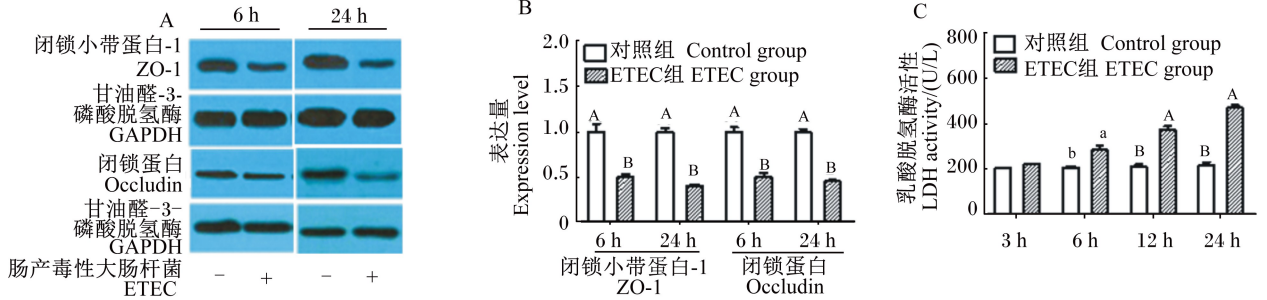 A
6 h
24 h
闭锁小带蛋白-1
ZO-1
甘油醛-3-
磷酸脱氢酶
GAPDH
闭锁蛋白
Occludin
甘油醛-3-
磷酸脱氢酶
GAPDH
肠产毒性大肠杆菌
ETEC
− + − +
B
对照组 Control group
ETEC组 ETEC group
表达量
Expression level
2.0
1.5
1.0
0.5
0
A B A B A B A B
6 h 24 h 6 h 24 h
闭锁小带蛋白-1 闭锁蛋白
ZO-1 Occludin
C
对照组 Control group
ETEC组 ETEC group
乳酸脱氢酶活性
LDH activity/(U/L)
800
600
400
200
0
b a B A B A
3 h 6 h 12 h 24 h